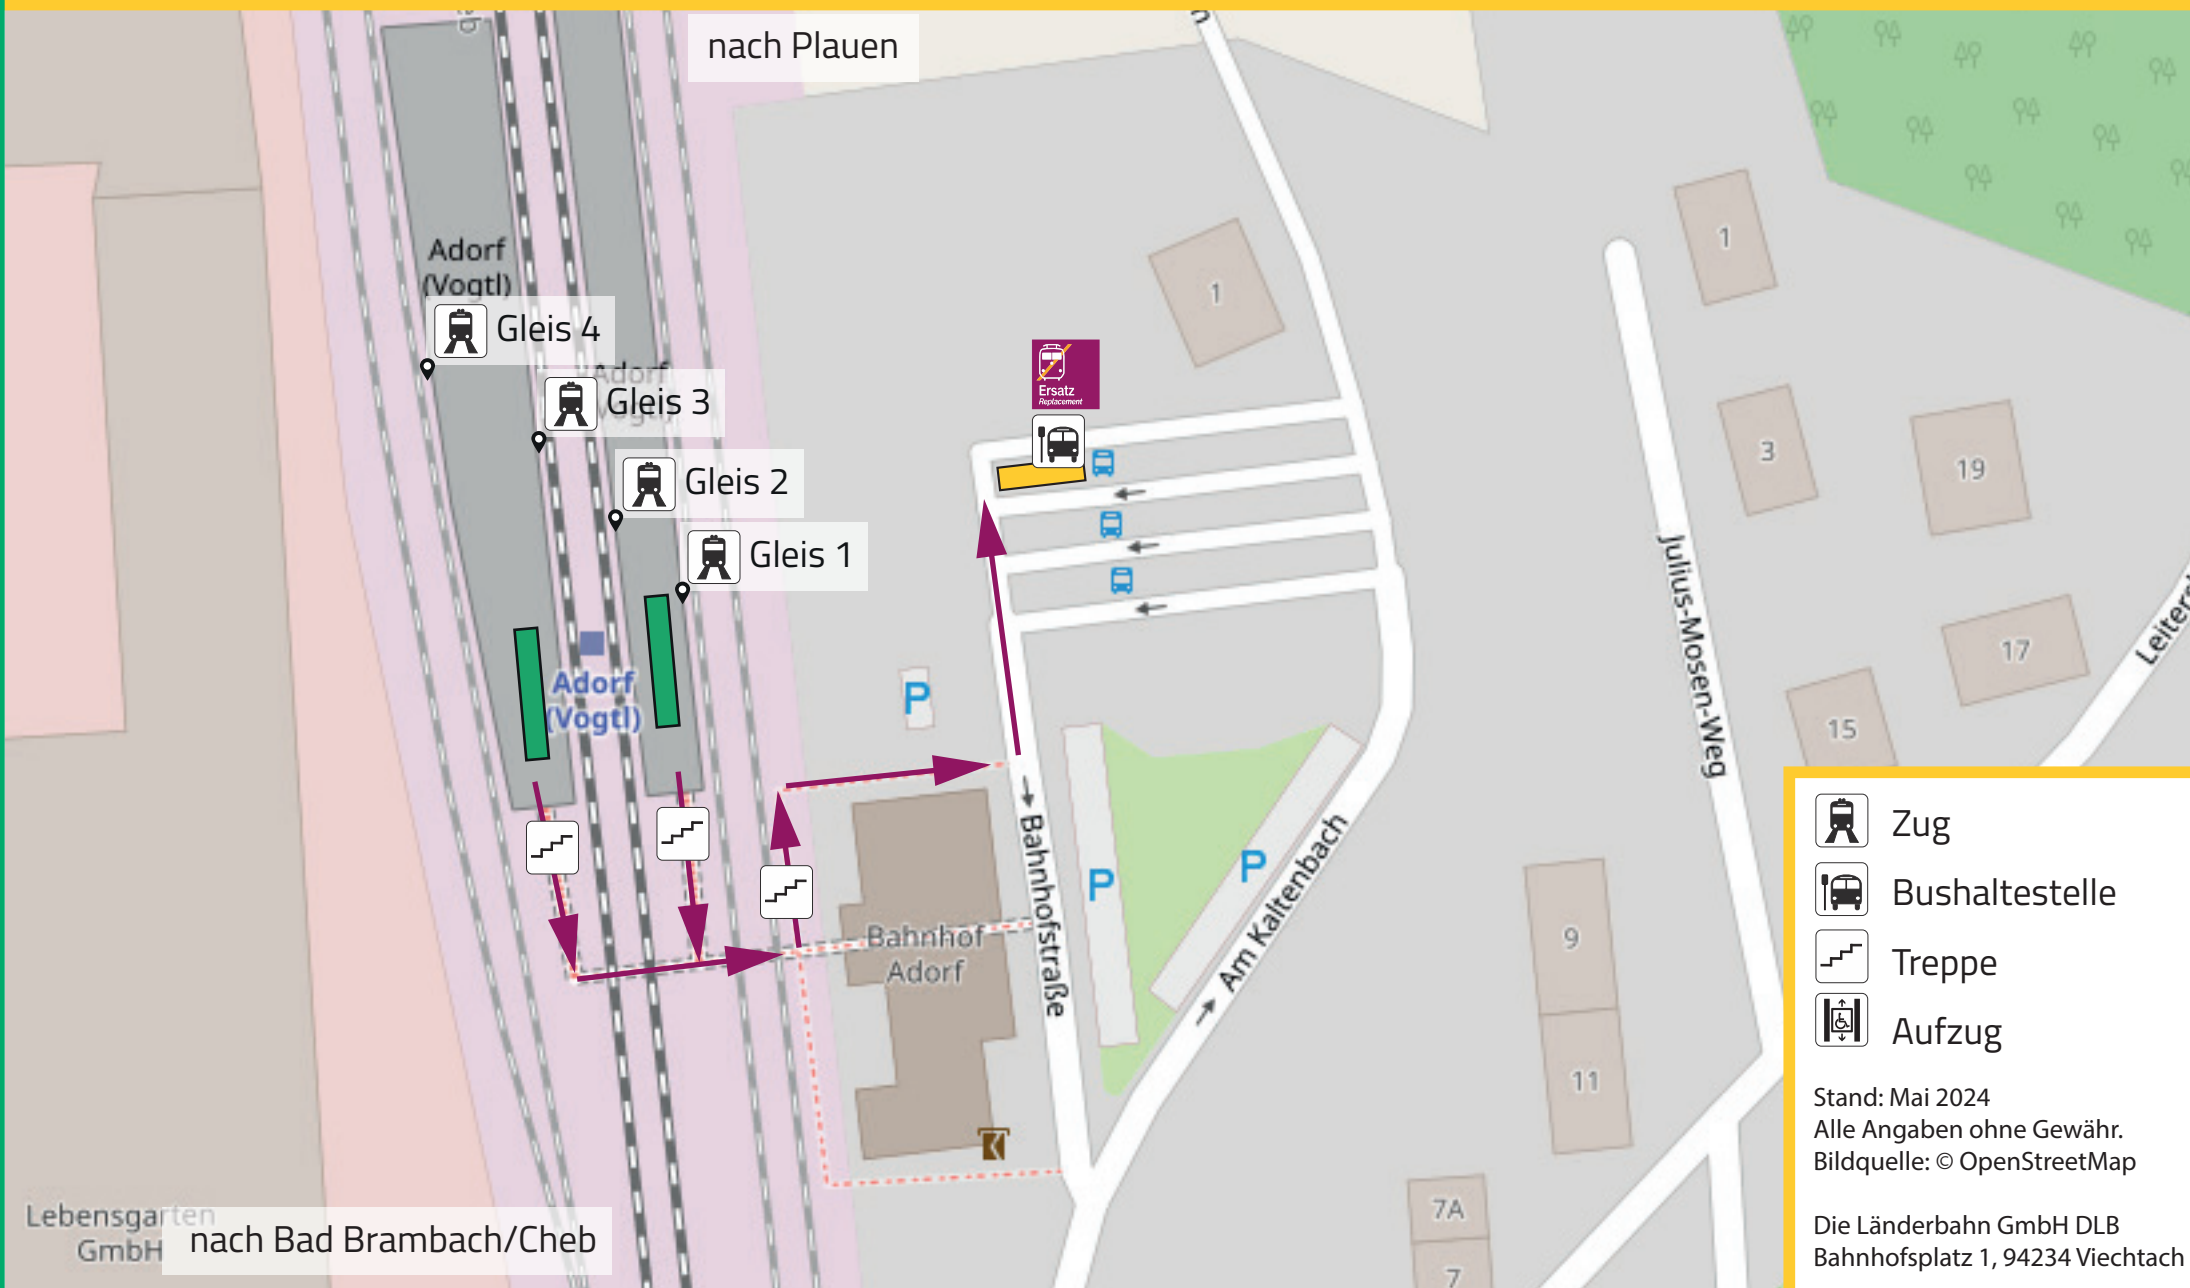 nach Plauen
Adorf
(Vogtl)
Gleis 4
Adorf
Gleis 3
Gleis 2
Gleis 1
Adorf
(Vogtl)
Ersatz
Replacement
1
1
3
19
17
15
Julius-Mosen-Weg
P
P
P
Bahnhofstraße
Am Kaltenbach
Bahnhof
Adorf
9
11
7A
7
Lebensgarten
GmbH
nach Bad Brambach/Cheb
Zug
Bushaltestelle
Treppe
Aufzug
Stand: Mai 2024
Alle Angaben ohne Gewähr.
Bildquelle: © OpenStreetMap
Die Länderbahn GmbH DLB
Bahnhofsplatz 1, 94234 Viechtach